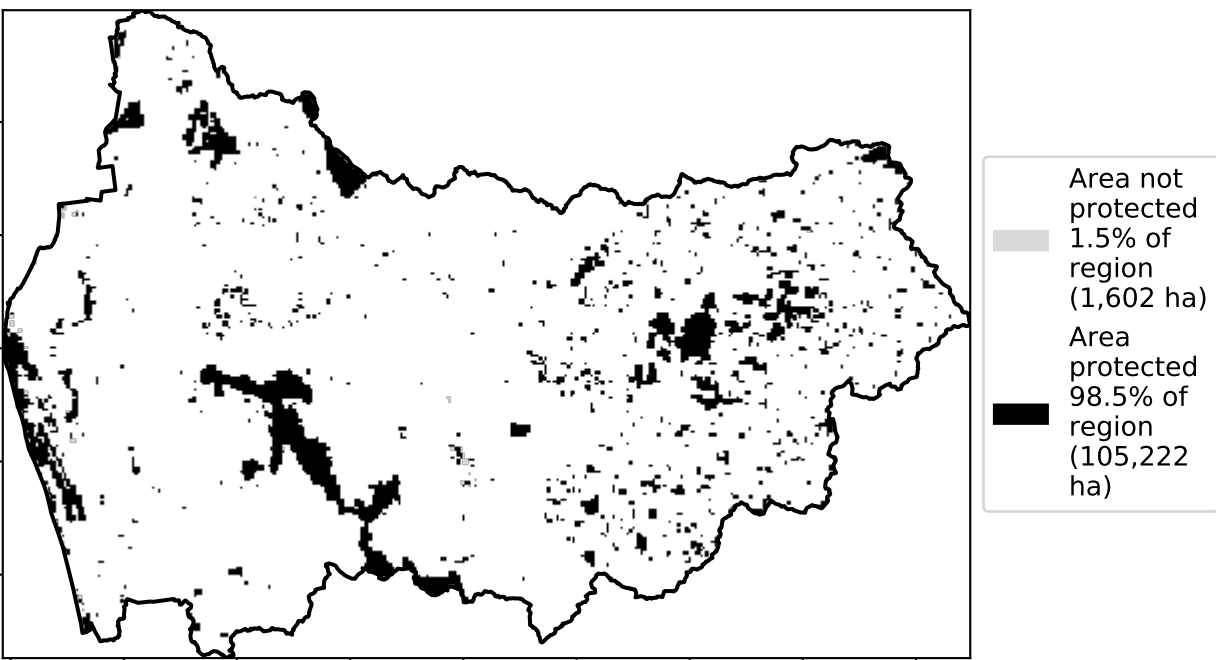 Area not
protected
1.5% of
region
(1,602 ha)
Area
protected
98.5% of
region
(105,222
ha)